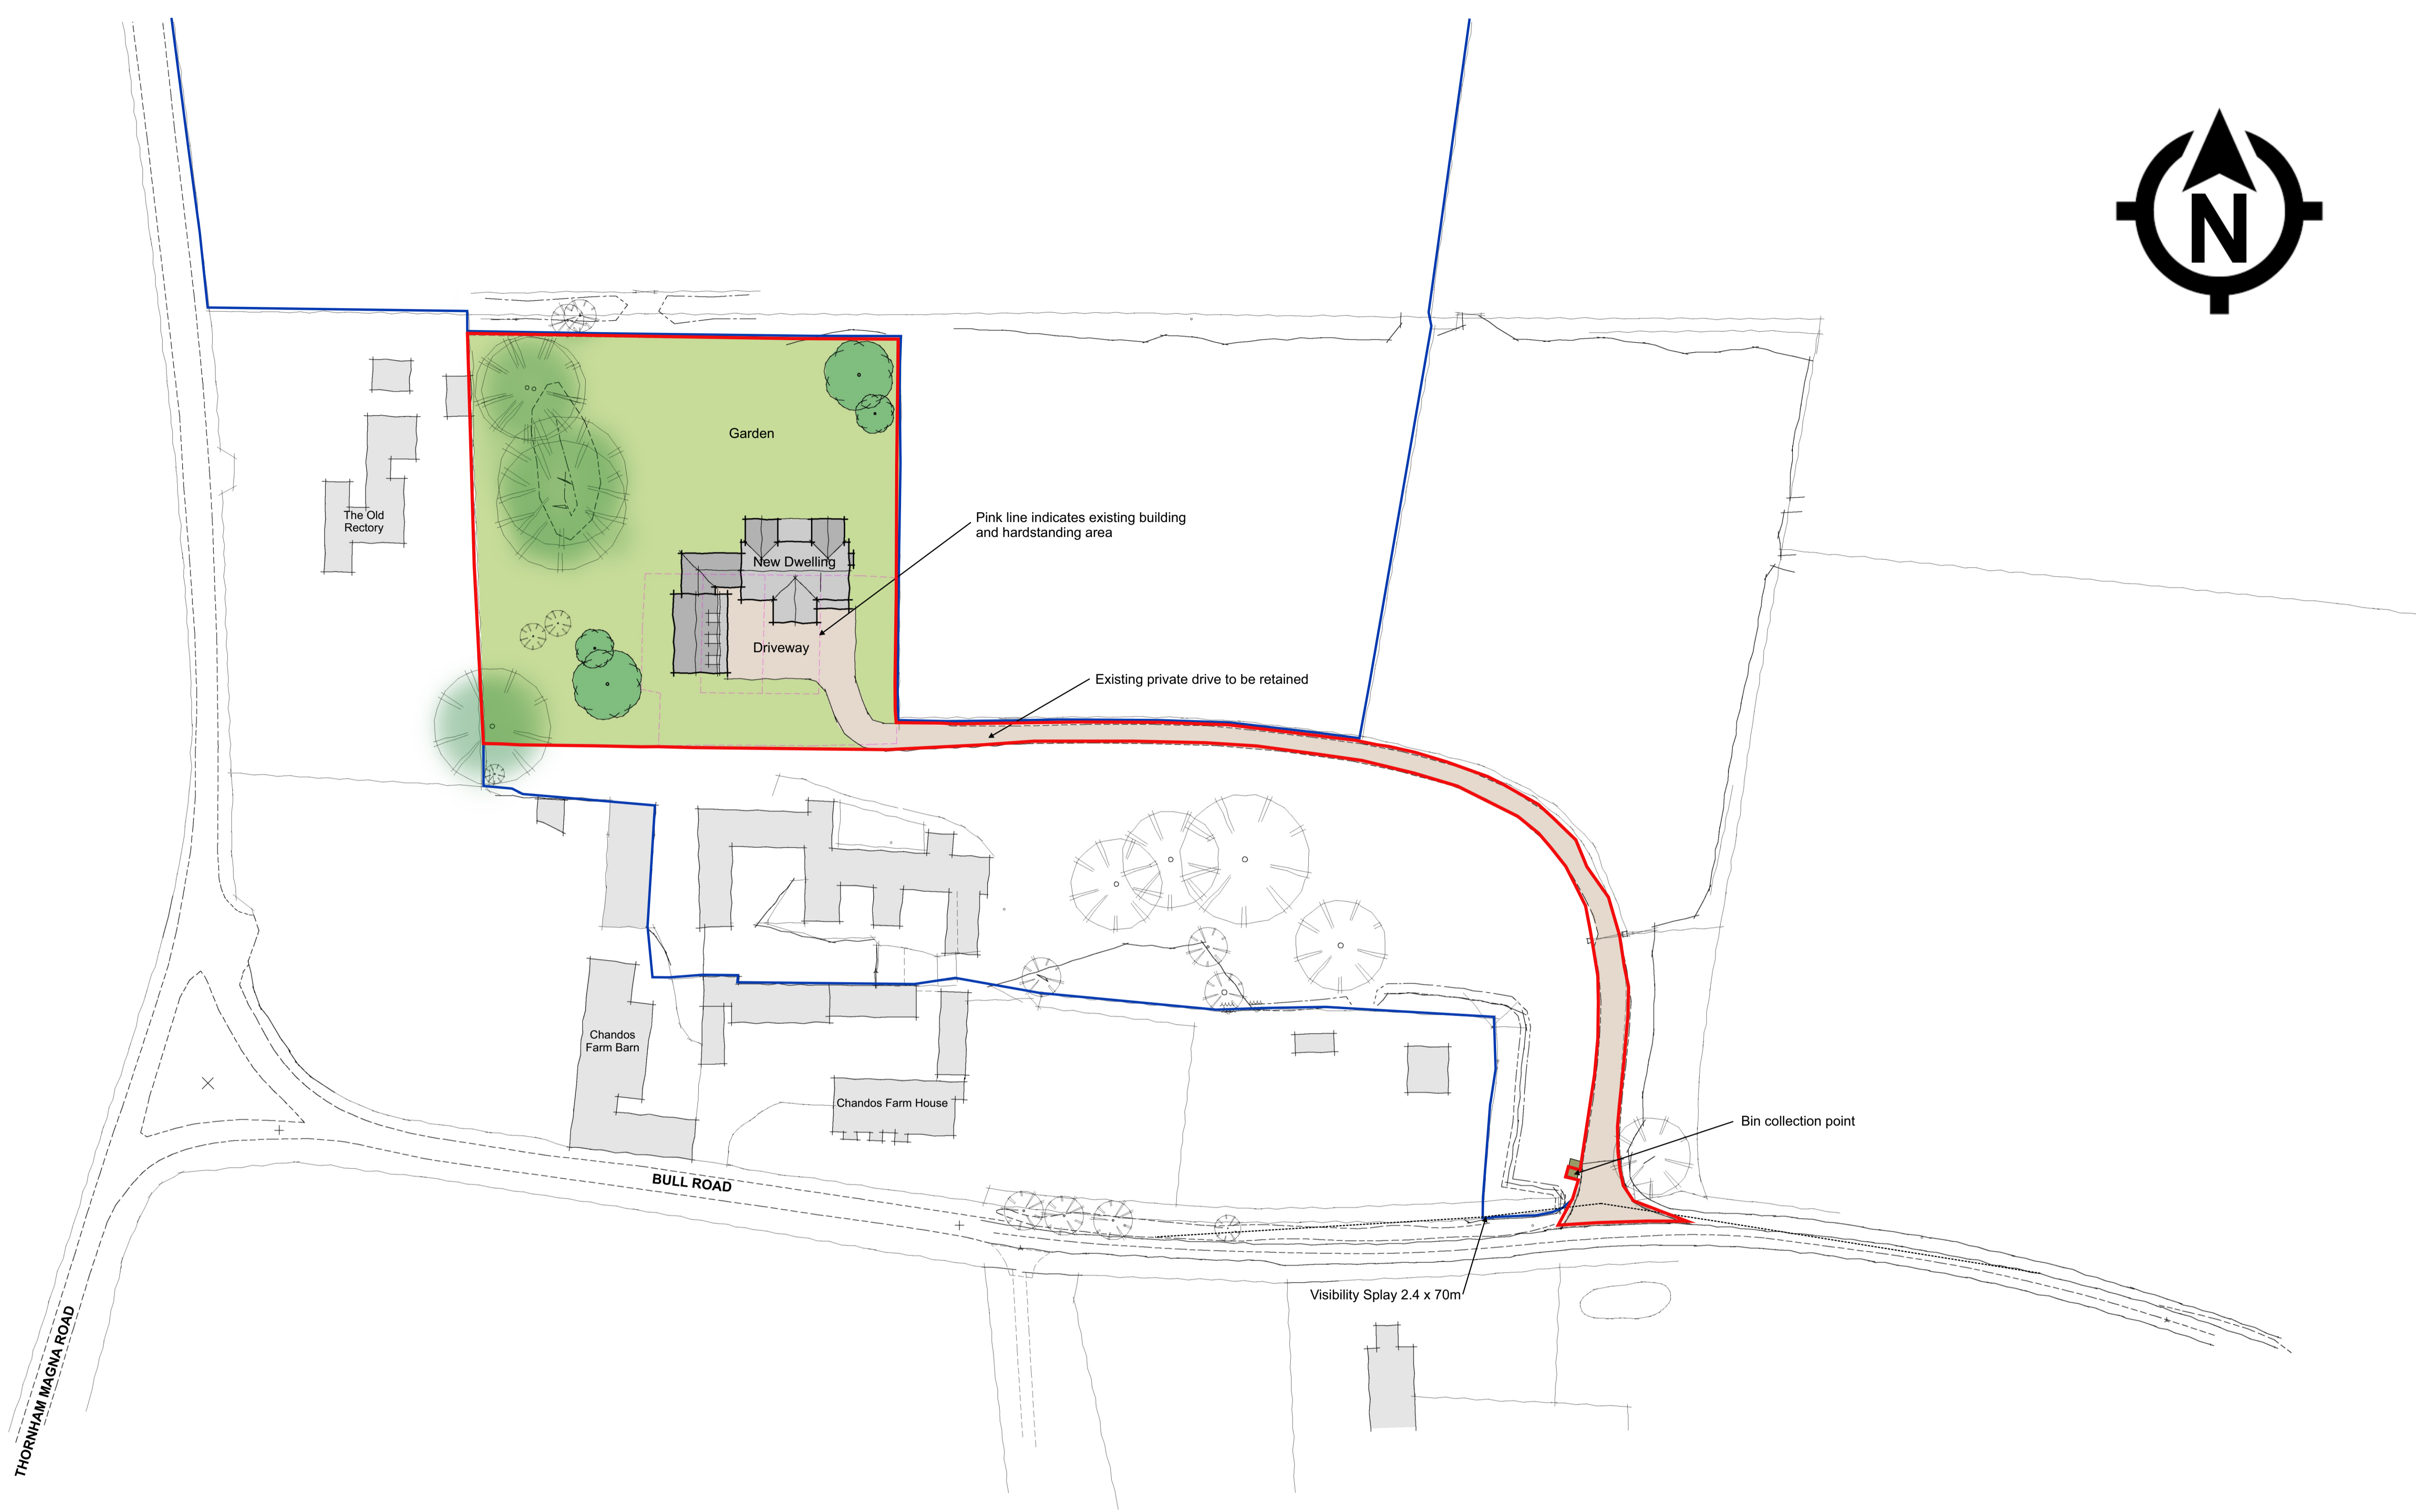 N
Garden
Pink line indicates existing building
and hardstanding area
The Old
Rectory
New Dwelling
Driveway
Existing private drive to be retained
Chandos
Farm Barn
Chandos Farm House
Bin collection point
BULL ROAD
Visibility Splay 2.4 x 70m
THORNHAM MAGNA ROAD